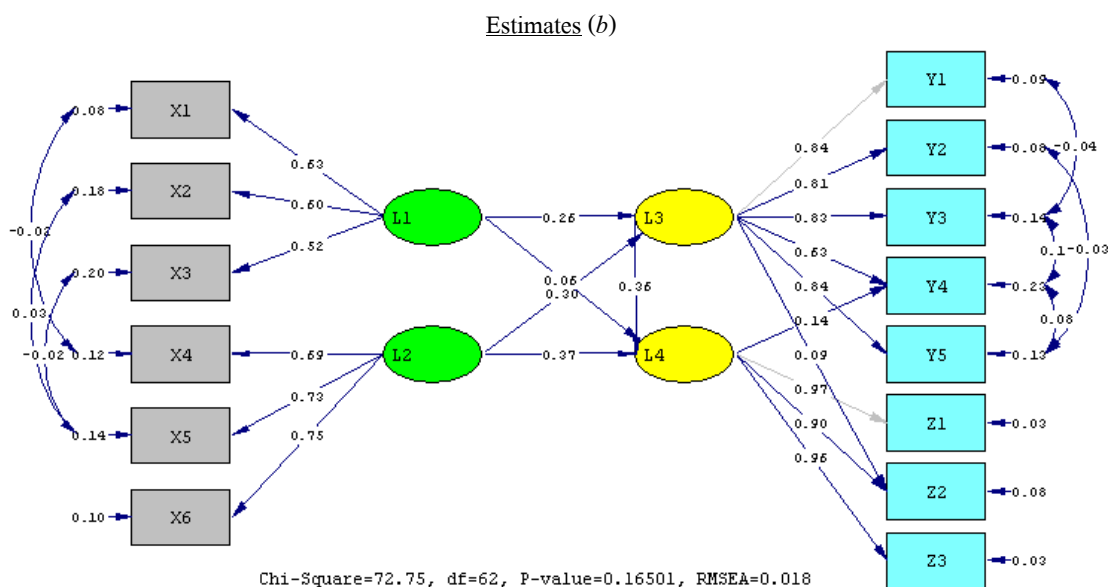 Estimates (b)
Y1
0.09
0.08
X1
0.84
Y2
0.08
-0.04
0.63
0.81
0.18
X2
0.60
L1
0.26
L3
0.83
Y3
0.14
-0.02
0.52
0.63
0.1
-0.03
0.20
X3
0.30
0.35
0.84
Y4
0.23
0.03
-0.02
0.14
0.08
0.12
X4
0.69
L2
0.37
L4
0.09
Y5
0.13
0.73
0.97
0.14
X5
0.75
0.90
Z1
0.03
0.96
Z2
0.08
0.10
X6
Z3
0.03
Chi-Square=72.75, df=62, P-value=0.16501, RMSEA=0.018